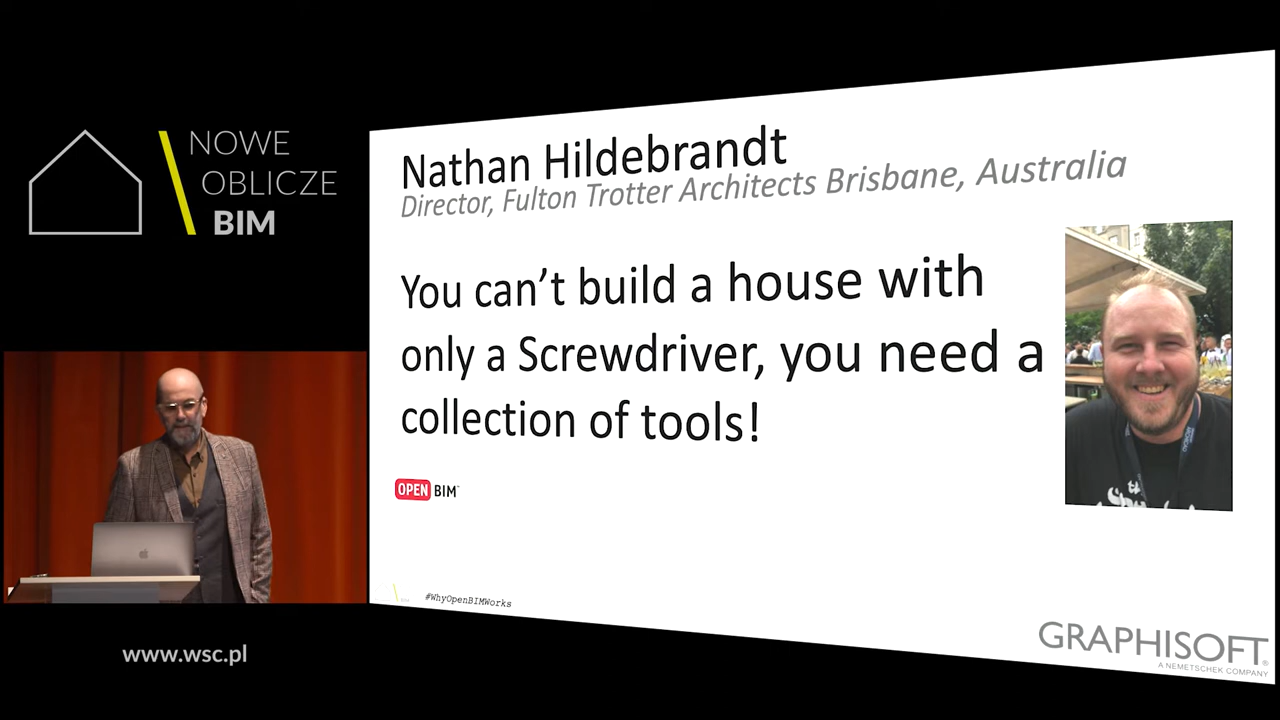 NOWE
OBLICZE
BIM
Nathan Hildebrandt
Director, Fulton Trotter Architects Brisbane, Australia
You can't build a house with
only a Screwdriver, you need a
collection of tools!
OPEN BIM™
#WhyOpenBIMWorks
GRAPHISOFT®
A NEMETSCHEK COMPANY
www.wsc.pl